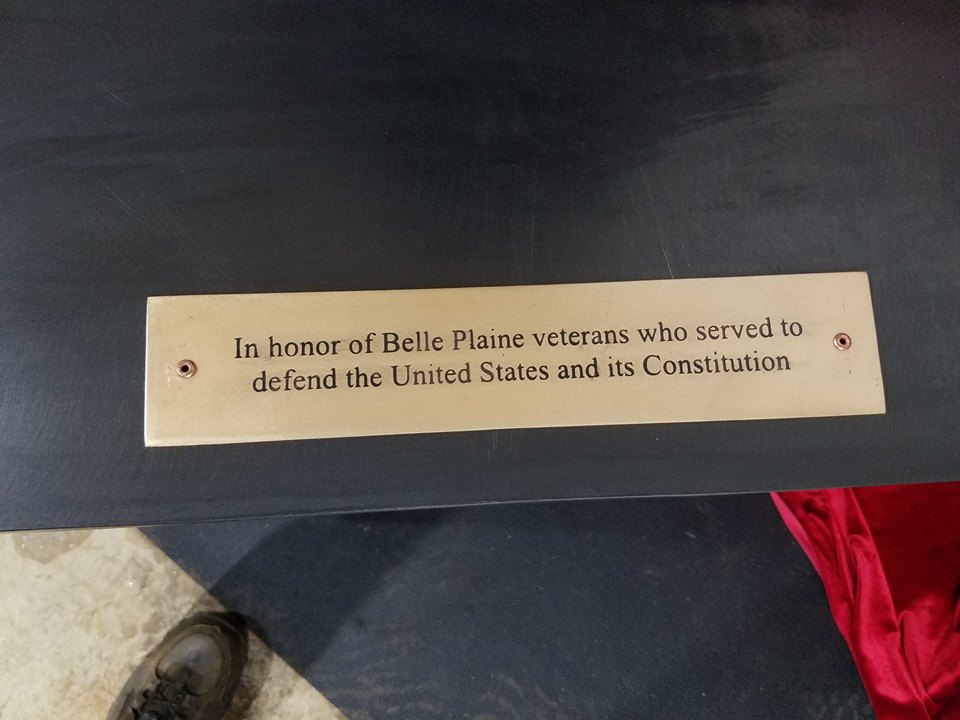 In honor of Belle Plaine veterans who served to
defend the United States and its Constitution